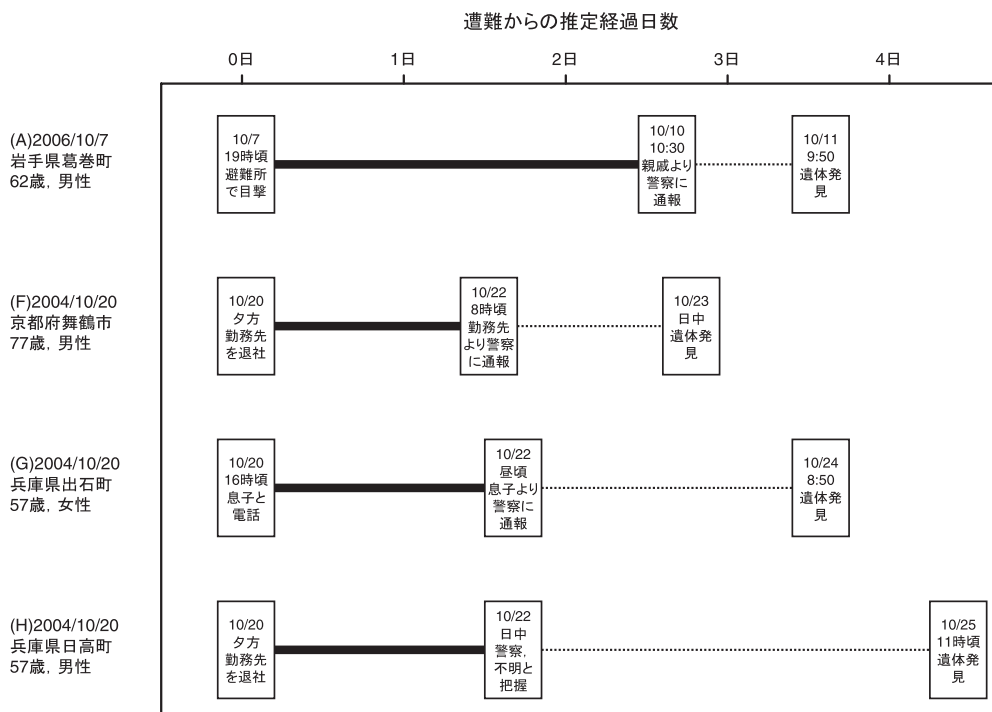 遭難からの推定経過日数
0日 1日 2日 3日 4日
(A)2006/10/7
岩手県葛巻町
62歳, 男性
10/7
19時頃
避難所
で目撃
10/10
10:30
親戚より
警察に
通報
10/11
9:50
遺体発
見
(F)2004/10/20
京都府舞鶴市
77歳, 男性
10/20
夕方
勤務先
を退社
10/22
8時頃
勤務先
より警察
に通報
10/23
日中
遺体発
見
(G)2004/10/20
兵庫県出石町
57歳, 女性
10/20
16時頃
息子と
電話
10/22
昼頃
息子より
警察に
通報
10/24
8:50
遺体発
見
(H)2004/10/20
兵庫県日高町
57歳, 男性
10/20
夕方
勤務先
を退社
10/22
日中
警察,
不明と
把握
10/25
11時頃
遺体発
見